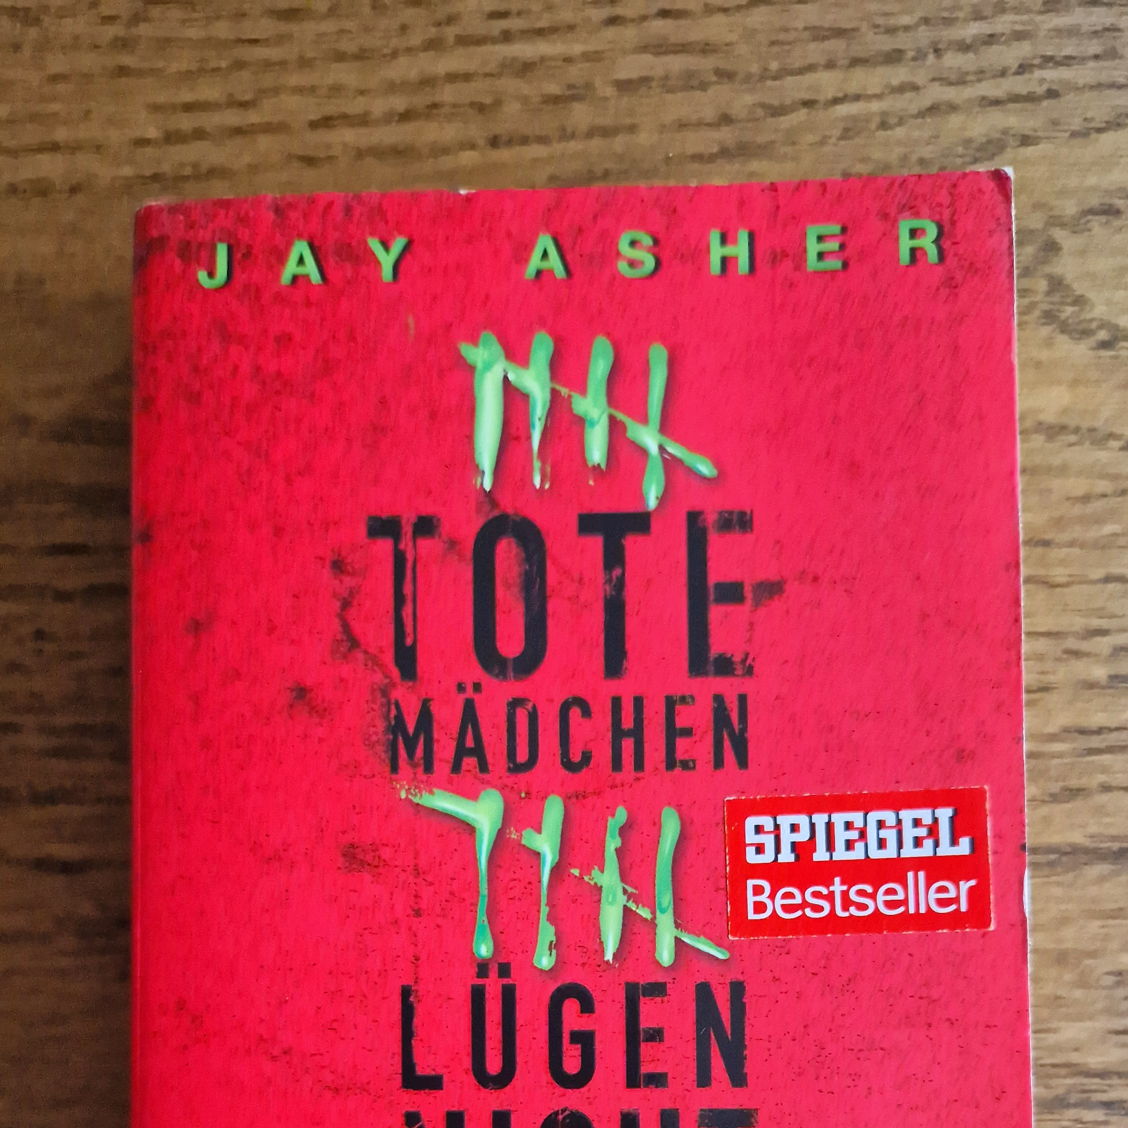 JAY ASHER
TOTE
MÄDCHEN
SPIEGEL
Bestseller
LÜGEN